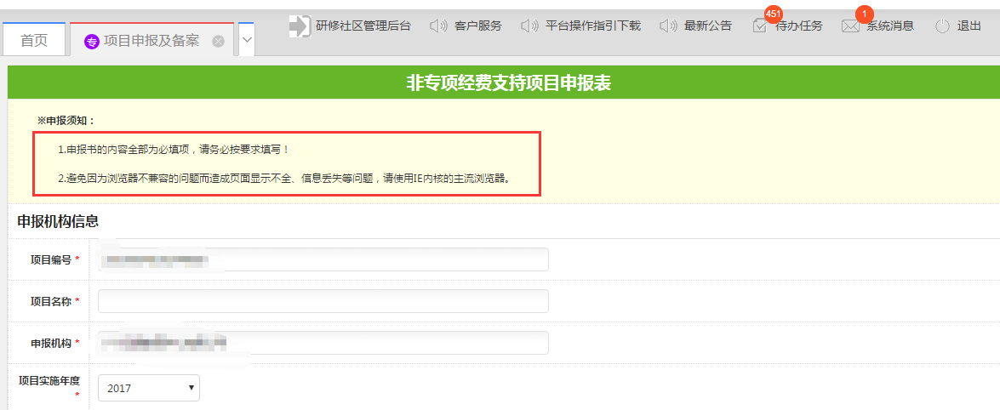 451
1
首页
专 项目申报及备案
研修社区管理后台 客户服务 平台操作指引下载 最新公告 待办任务 系统消息 退出
非专项经费支持项目申报表
※申报须知：
1.申报书的内容全部为必填项，请务必按要求填写！
2.避免因为浏览器不兼容的问题而造成页面显示不全、信息丢失等问题，请使用IE内核的主流浏览器。
申报机构信息
项目编号 *
项目名称 *
申报机构 *
项目实施年度
*
2017